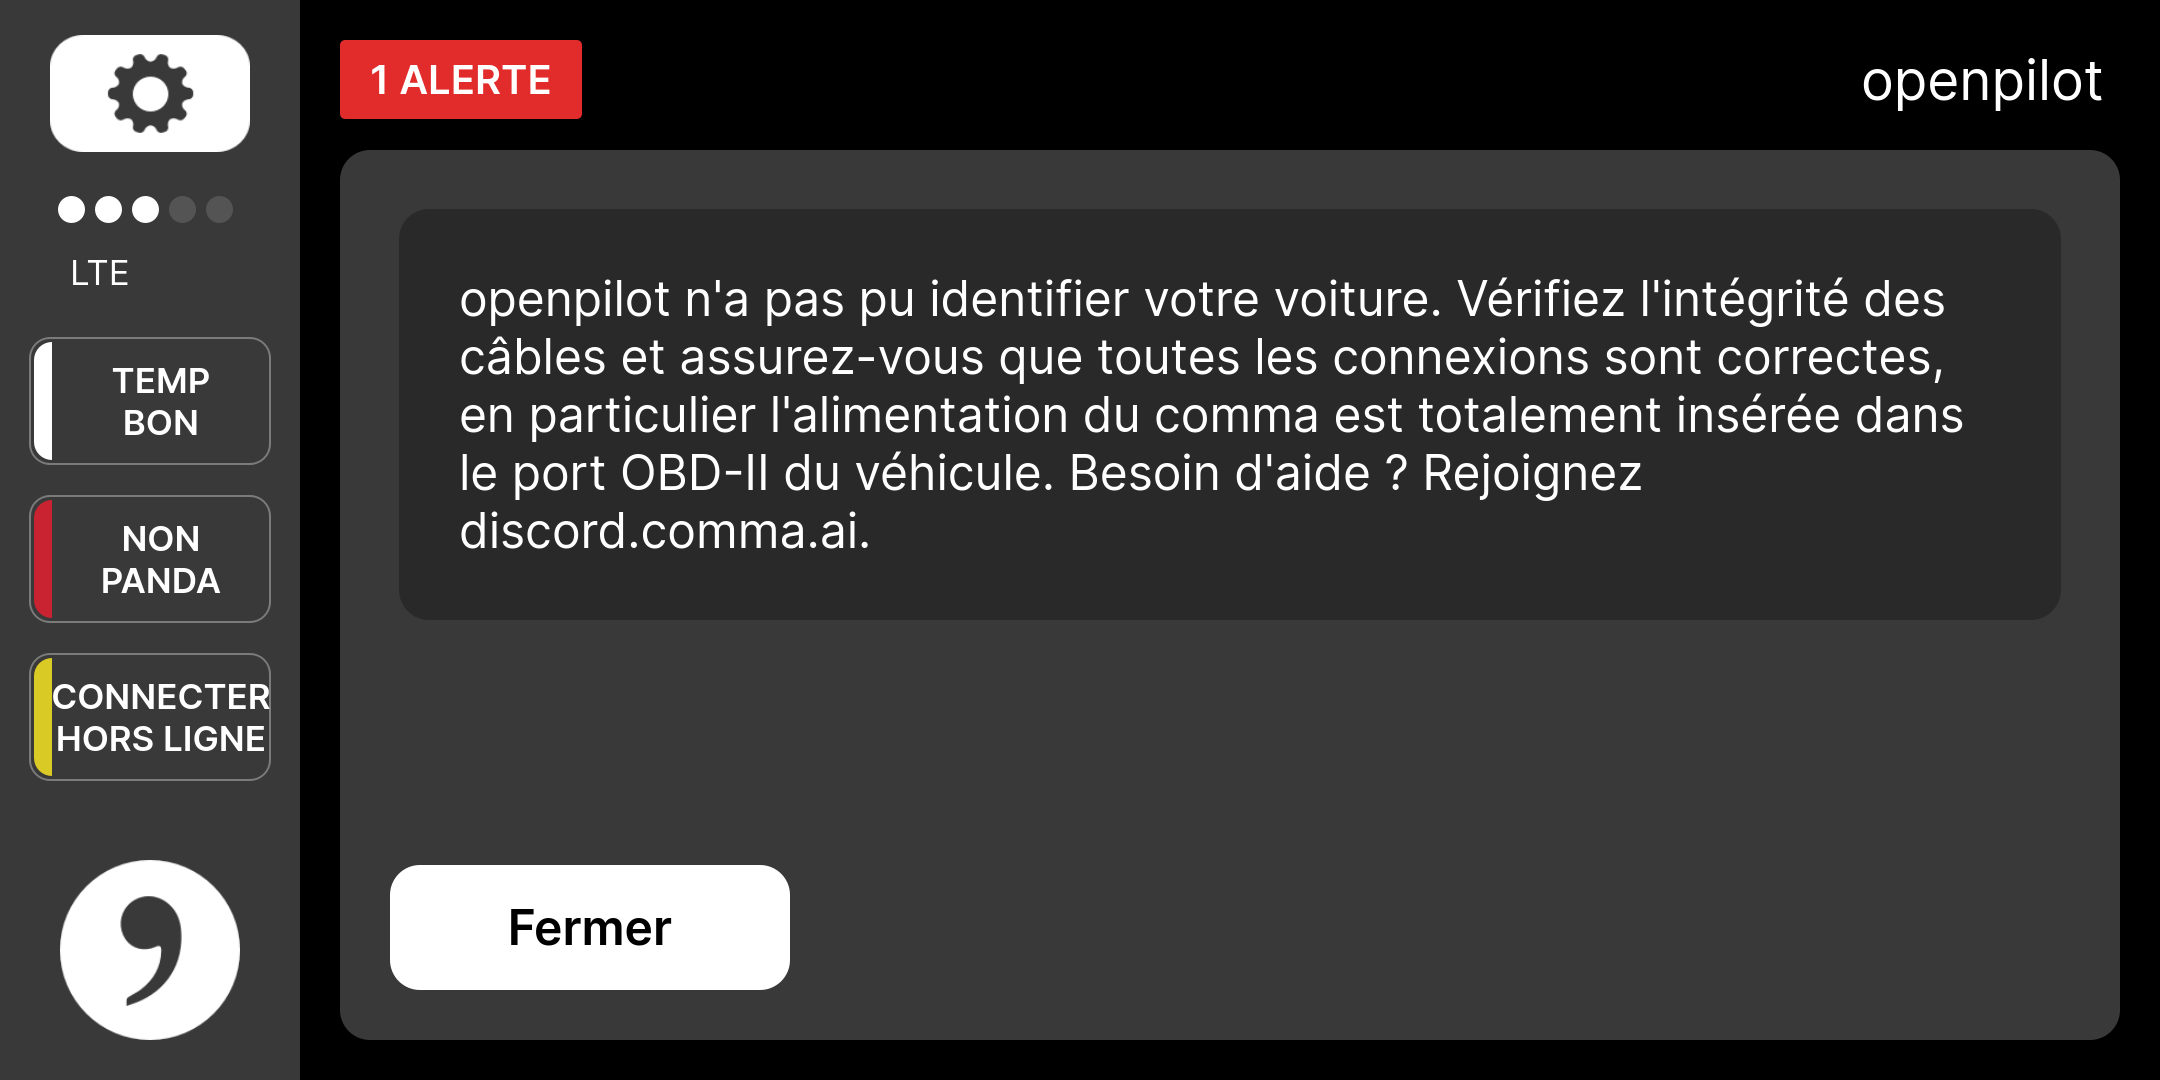 1 ALERTE
openpilot
LTE
TEMP
BON
NON
PANDA
CONNECTER
HORS LIGNE
openpilot n'a pas pu identifier votre voiture. Vérifiez l'intégrité des
câbles et assurez-vous que toutes les connexions sont correctes,
en particulier l'alimentation du comma est totalement insérée dans
le port OBD-II du véhicule. Besoin d'aide ? Rejoignez
discord.comma.ai.
Fermer